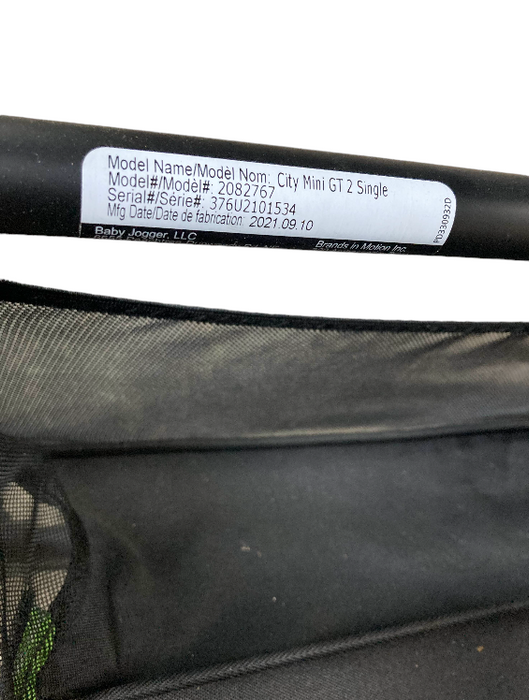 Model Name/Modèl Nom: City Mini GT 2 Single
Model#/Modèl#: 2082767
Serial#/Série#: 376U2101534
Mfg Date/Date de fabrication: 2021.09.10
PD330932D
Baby Jogger, LLC
Brands in Motion Inc.